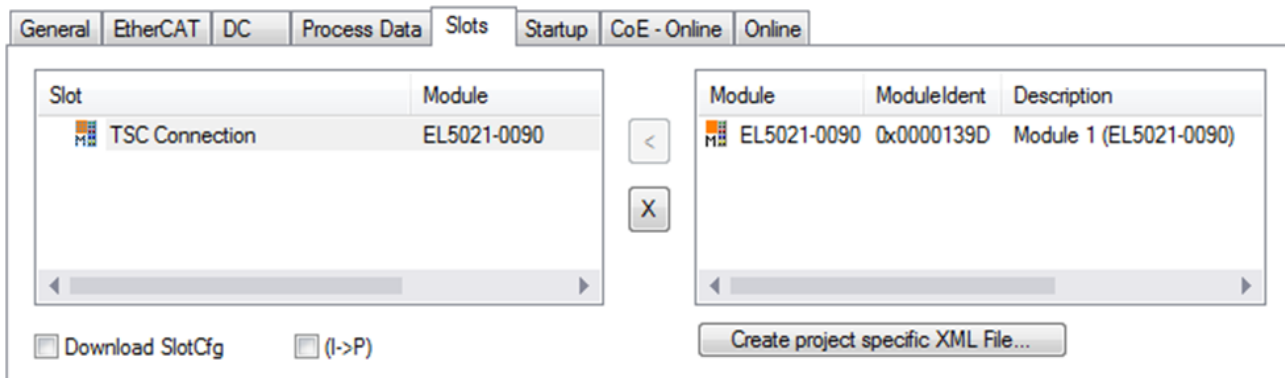 General EtherCAT DC Process Data Slots Startup CoE - Online Online
Slot Module
M TSC Connection EL5021-0090
<
X
Module ModuleIdent Description
M EL5021-0090 0x0000139D Module 1 (EL5021-0090)
Download SlotCfg (I->P)
Create project specific XML File...